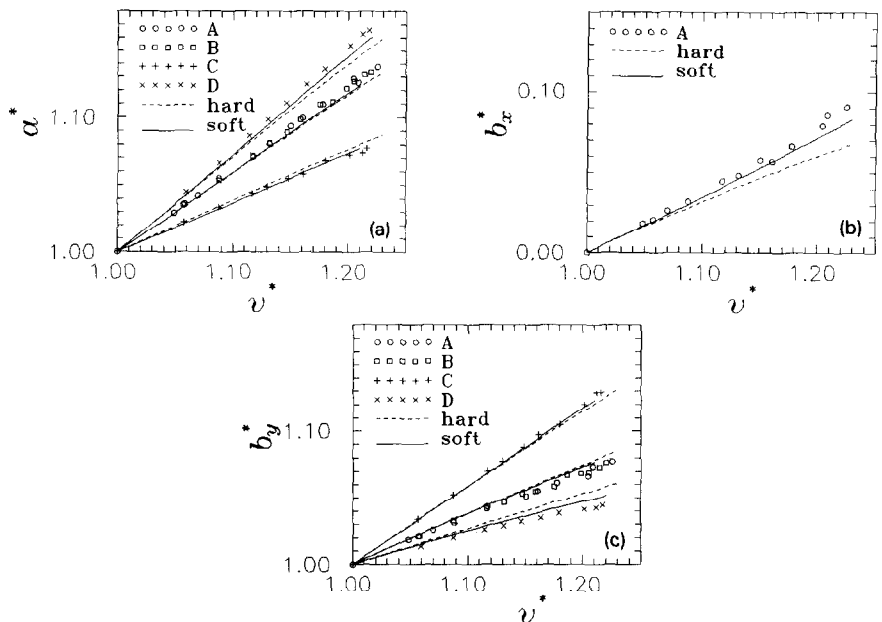 ○ ○ ○ ○ ○ A
□ □ □ □ □ B
+ + + + + C
× × × × × D
hard
soft
a*
1.10
1.00
1.00
1.10
1.20
v*
(a)
○ ○ ○ ○ ○ A
hard
soft
b*x
0.10
0.00
1.00
1.10
1.20
v*
(b)
○ ○ ○ ○ ○ A
□ □ □ □ □ B
+ + + + + C
× × × × × D
hard
soft
b*y
1.10
1.00
1.00
1.10
1.20
v*
(c)